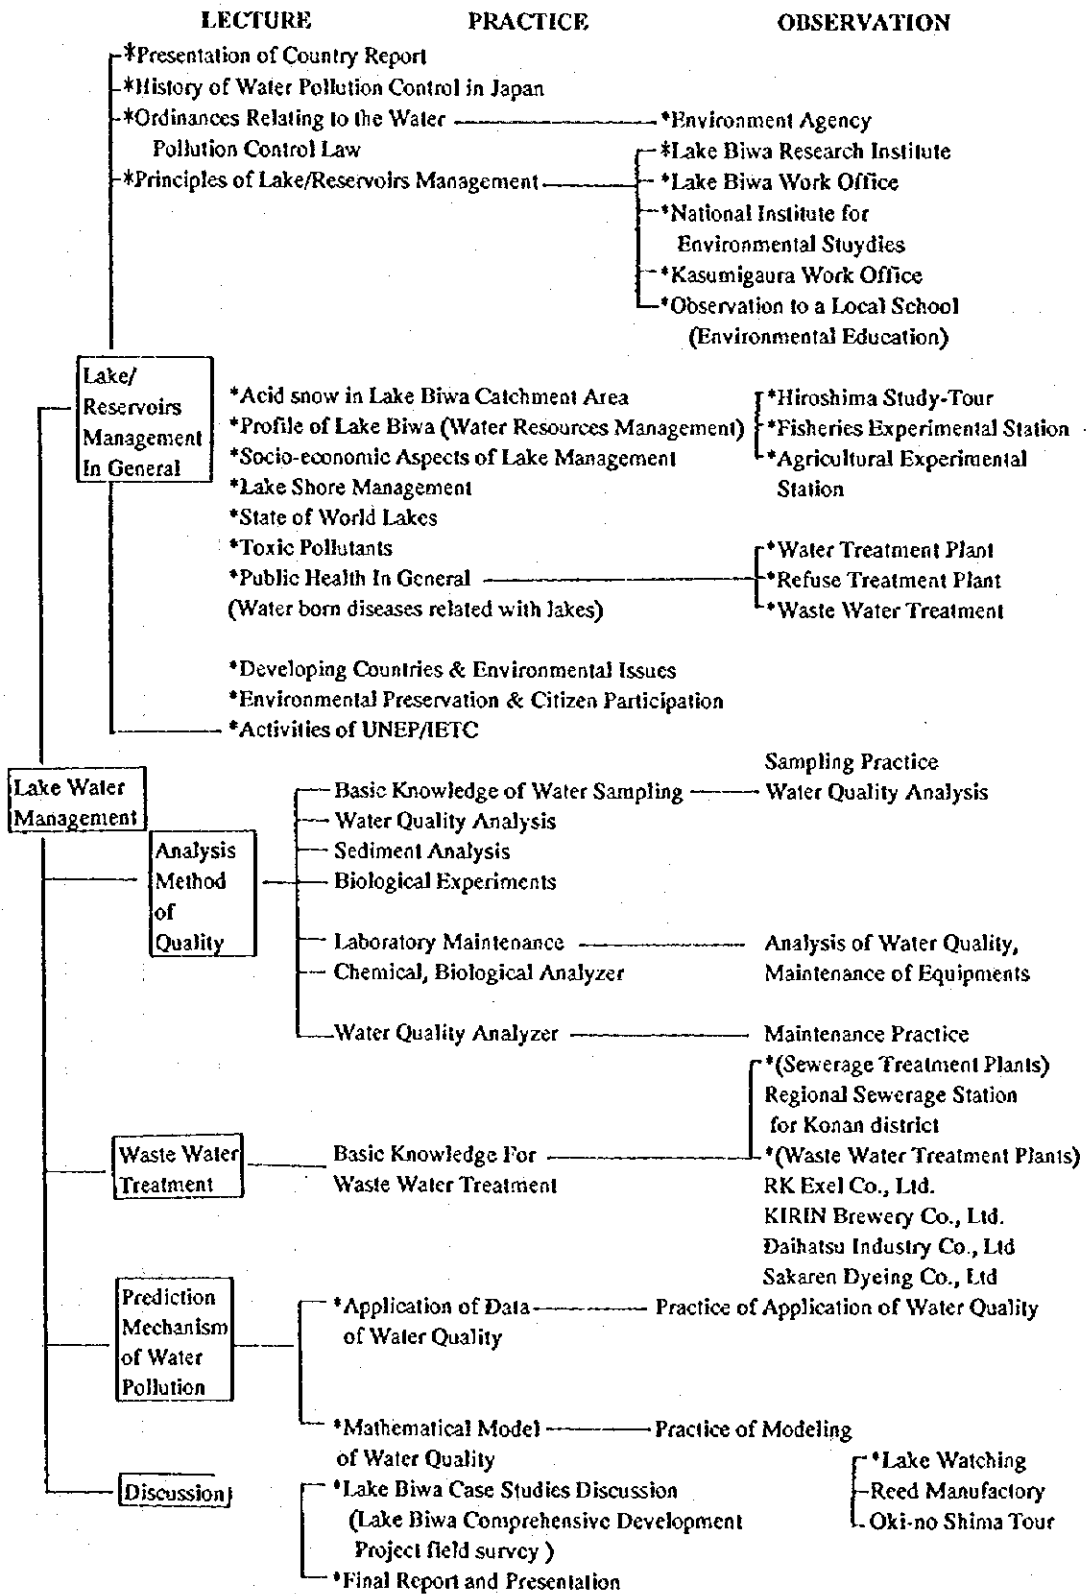 LECTURE PRACTICE OBSERVATION
*Presentation of Country Report
*History of Water Pollution Control in Japan
*Ordinances Relating to the Water
Pollution Control Law
*Principles of Lake/Reservoirs Management
*Environment Agency
*Lake Biwa Research Institute
*Lake Biwa Work Office
*National Institute for
Environmental Stuydies
*Kasumigaura Work Office
*Observation to a Local School
(Environmental Education)
Lake/
Reservoirs
Management
In General
*Acid snow in Lake Biwa Catchment Area
*Profile of Lake Biwa (Water Resources Management)
*Socio-economic Aspects of Lake Management
*Lake Shore Management
*State of World Lakes
*Toxic Pollutants
*Public Health In General
(Water born diseases related with lakes)
*Hiroshima Study-Tour
*Fisheries Experimental Station
*Agricultural Experimental
Station
*Water Treatment Plant
*Refuse Treatment Plant
*Waste Water Treatment
*Developing Countries & Environmental Issues
*Environmental Preservation & Citizen Participation
*Activities of UNEP/IETC
Lake Water
Management
Analysis
Method
of
Quality
Basic Knowledge of Water Sampling
Water Quality Analysis
Sediment Analysis
Biological Experiments
Laboratory Maintenance
Chemical, Biological Analyzer
Water Quality Analyzer
Sampling Practice
Water Quality Analysis
Analysis of Water Quality,
Maintenance of Equipments
Maintenance Practice
Waste Water
Treatment
Basic Knowledge For
Waste Water Treatment
*(Sewerage Treatment Plants)
Regional Sewerage Station
for Konan district
*(Waste Water Treatment Plants)
RK Exel Co., Ltd.
KIRIN Brewery Co., Ltd.
Daihatsu Industry Co., Ltd
Sakaren Dyeing Co., Ltd
Prediction
Mechanism
of Water
Pollution
*Application of Data
of Water Quality
Practice of Application of Water Quality
*Mathematical Model
of Water Quality
Practice of Modeling
Discussion
*Lake Biwa Case Studies Discussion
(Lake Biwa Comprehensive Development
Project field survey )
*Final Report and Presentation
*Lake Watching
Reed Manufactory
Oki-no Shima Tour